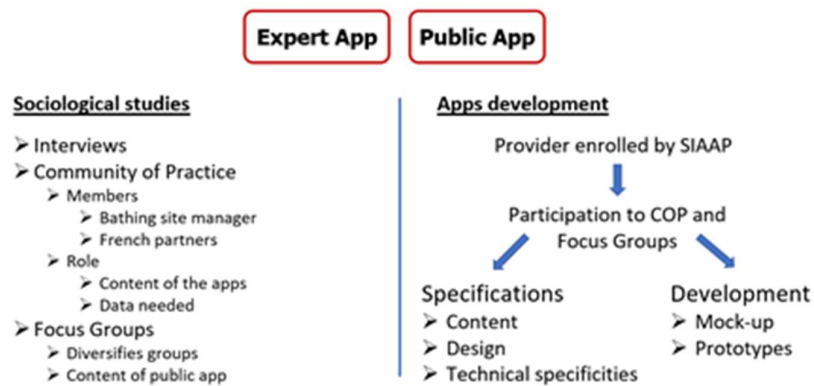 Expert App
Public App
Sociological studies
➤ Interviews
➤ Community of Practice
➤ Members
➤ Bathing site manager
➤ French partners
➤ Role
➤ Content of the apps
➤ Data needed
➤ Focus Groups
➤ Diversifies groups
➤ Content of public app
Apps development
Provider enrolled by SIAAP
Participation to COP and
Focus Groups
Specifications
➤ Content
➤ Design
➤ Technical specificities
Development
➤ Mock-up
➤ Prototypes